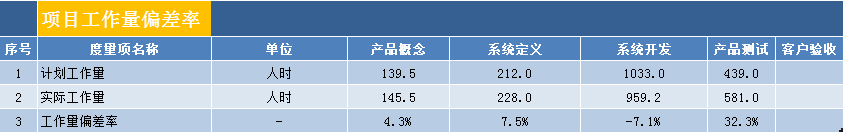 项目工作量偏差率
序号 度量项名称 单位 产品概念 系统定义 系统开发 产品测试 客户验收
1 计划工作量 人时 139.5 212.0 1033.0 439.0
2 实际工作量 人时 145.5 228.0 959.2 581.0
3 工作量偏差率 - 4.3% 7.5% -7.1% 32.3%